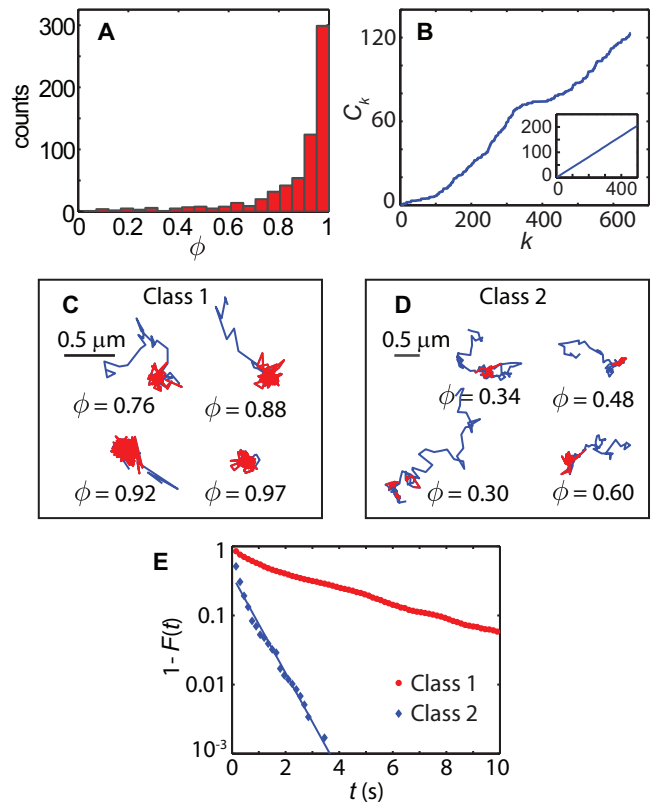 A
counts
300
200
100
0
0 0.2 0.4 0.6 0.8 1
ϕ
B
C_k
120
60
0
0 200 400 600
k
200
100
0
0 400
C
Class 1
0.5 μm
ϕ = 0.76
ϕ = 0.88
ϕ = 0.92
ϕ = 0.97
D
Class 2
0.5 μm
ϕ = 0.34
ϕ = 0.48
ϕ = 0.30
ϕ = 0.60
E
1 - F(t)
1
0.1
0.01
10⁻³
Class 1
Class 2
0 2 4 6 8 10
t (s)